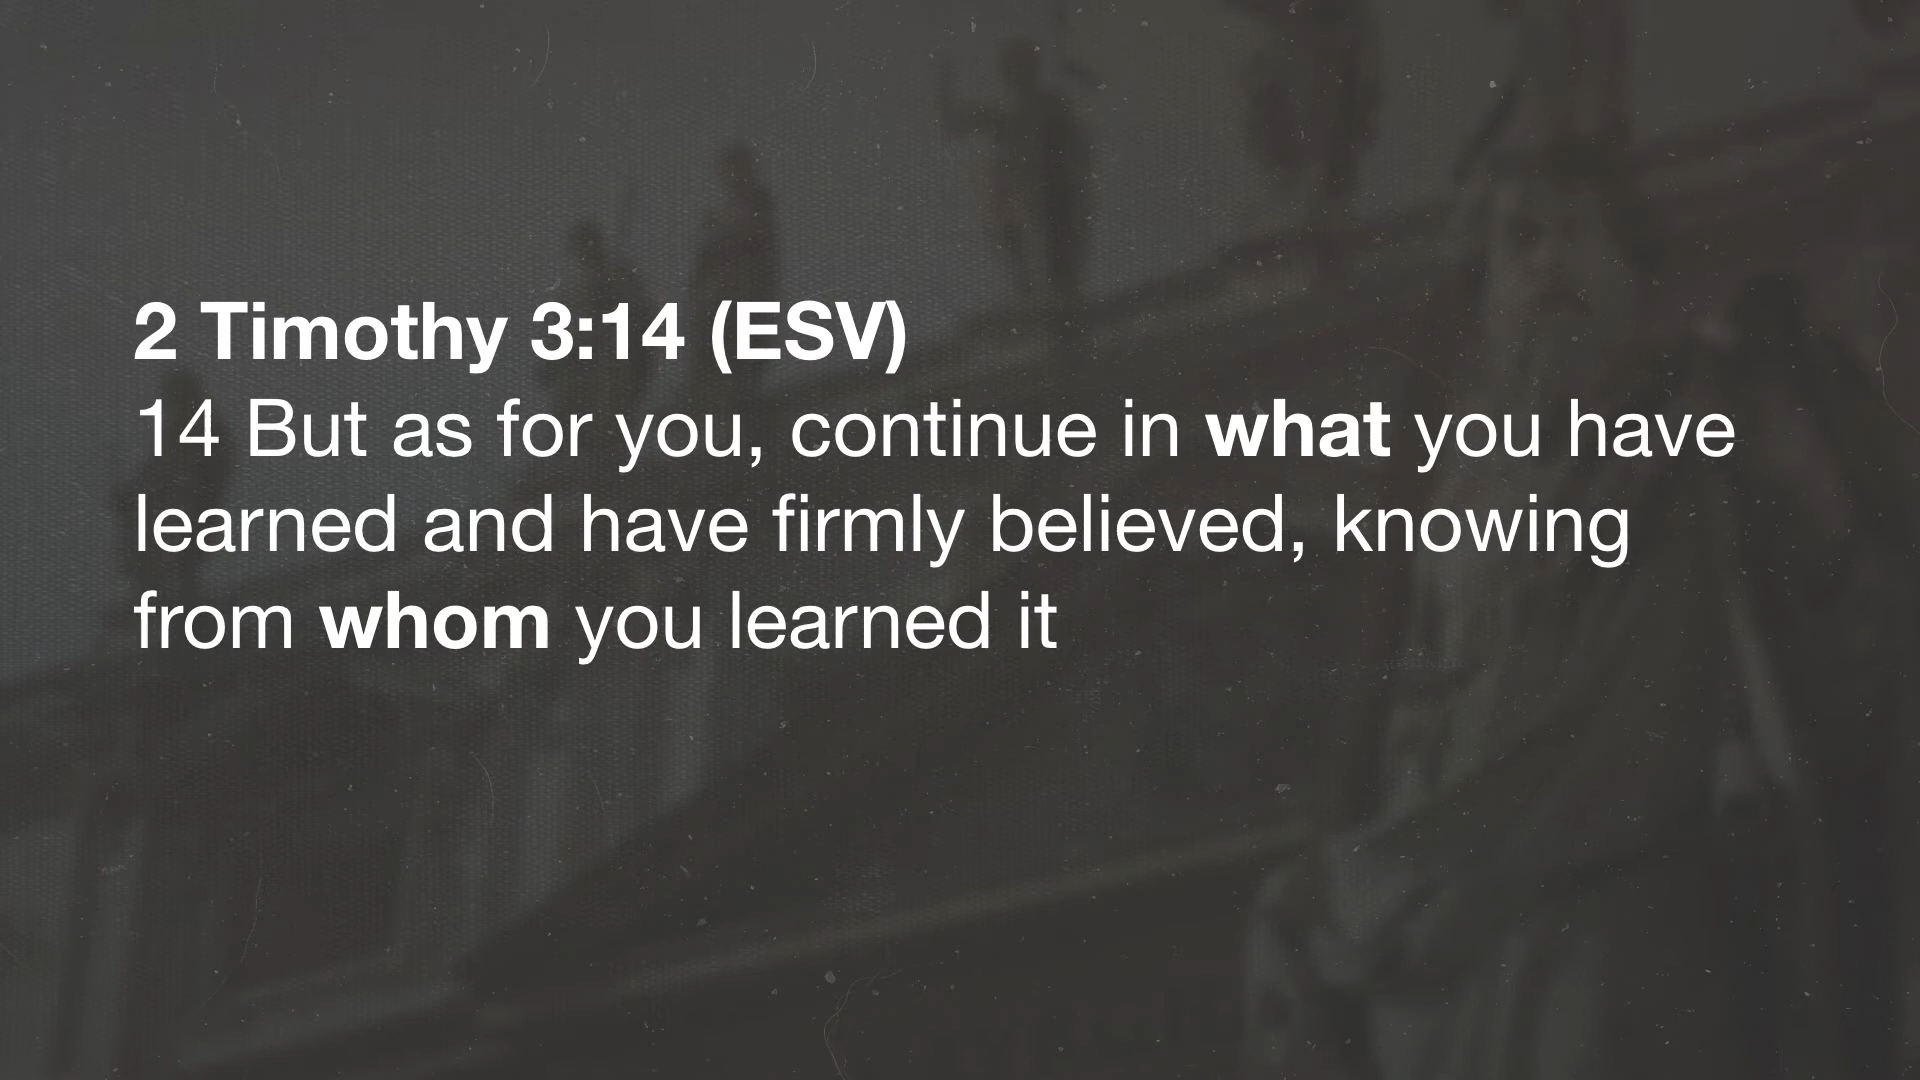 2 Timothy 3:14 (ESV)
14 But as for you, continue in what you have
learned and have firmly believed, knowing
from whom you learned it